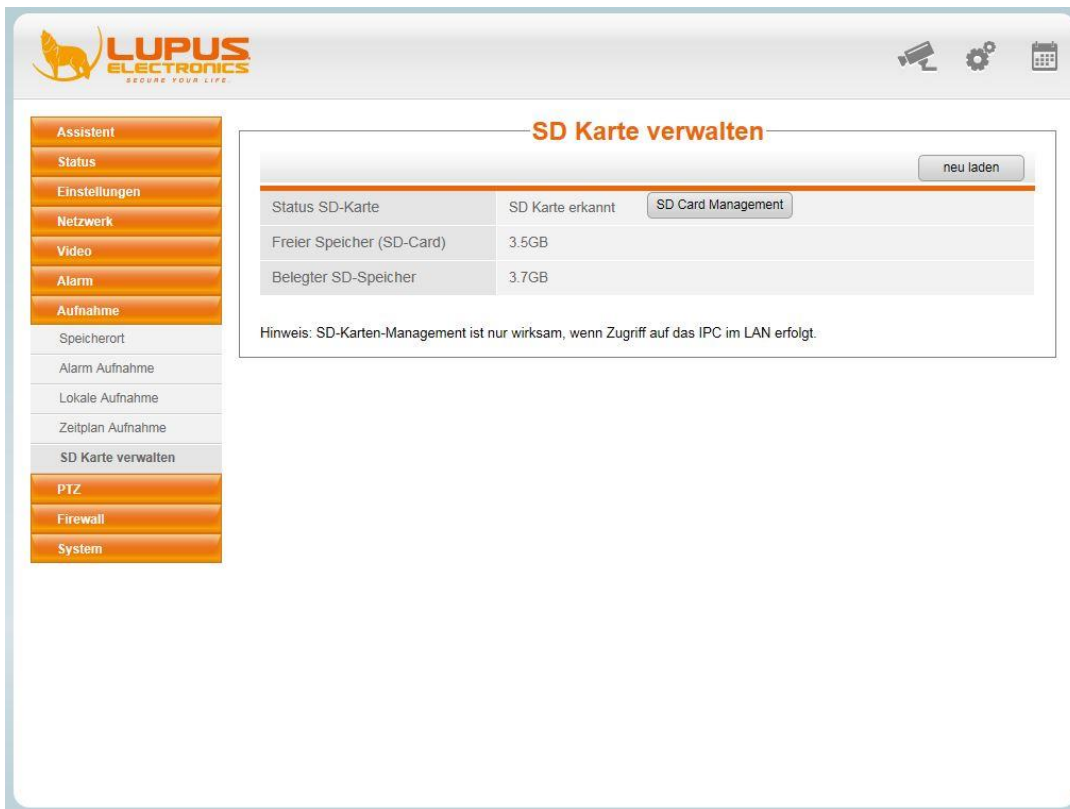 LUPUS
ELECTRONICS
SECURE YOUR LIFE.
Assistent
Status
Einstellungen
Netzwerk
Video
Alarm
Aufnahme
Speicherort
Alarm Aufnahme
Lokale Aufnahme
Zeitplan Aufnahme
SD Karte verwalten
PTZ
Firewall
System
SD Karte verwalten
neu laden
Status SD-Karte SD Karte erkannt SD Card Management
Freier Speicher (SD-Card) 3.5GB
Belegter SD-Speicher 3.7GB
Hinweis: SD-Karten-Management ist nur wirksam, wenn Zugriff auf das IPC im LAN erfolgt.